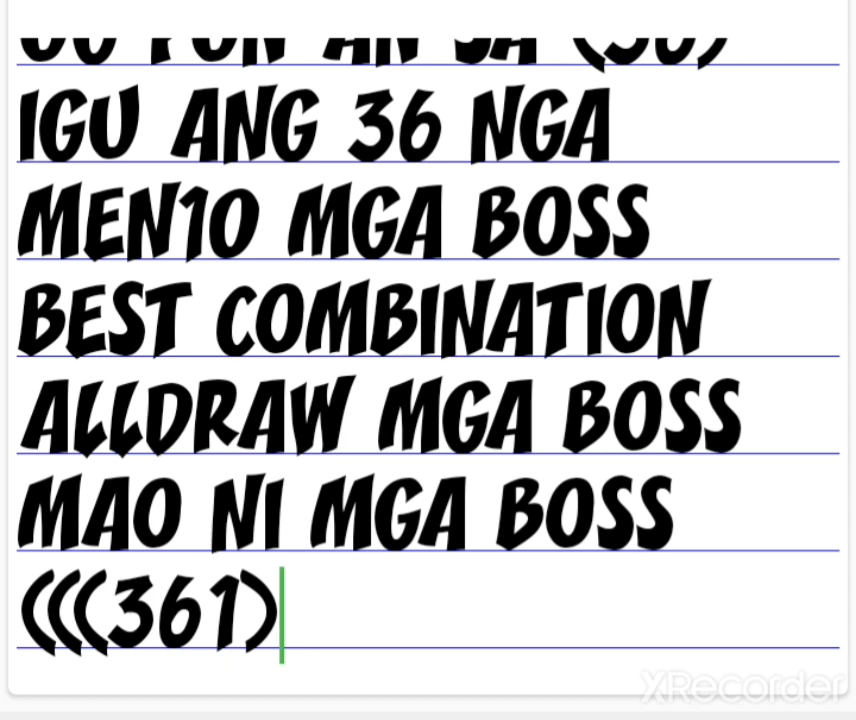 IGU ANG 36 NGA
MEN10 MGA BOSS
BEST COMBINATION
ALLDRAW MGA BOSS
MAO NI MGA BOSS
(((361)
XRecorder